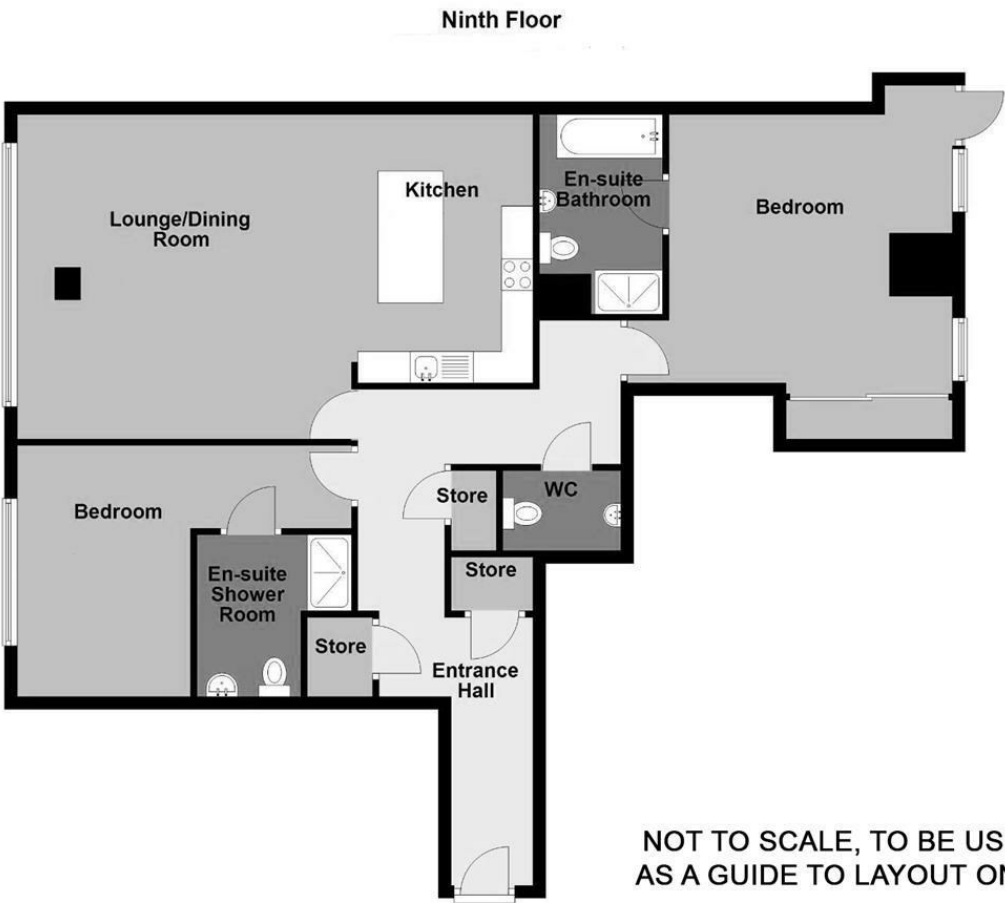 Ninth Floor
Kitchen
Lounge/Dining
Room
En-suite
Bathroom
Bedroom
Bedroom
Store
WC
Store
En-suite
Shower
Room
Store
Entrance
Hall
NOT TO SCALE, TO BE US
AS A GUIDE TO LAYOUT ON